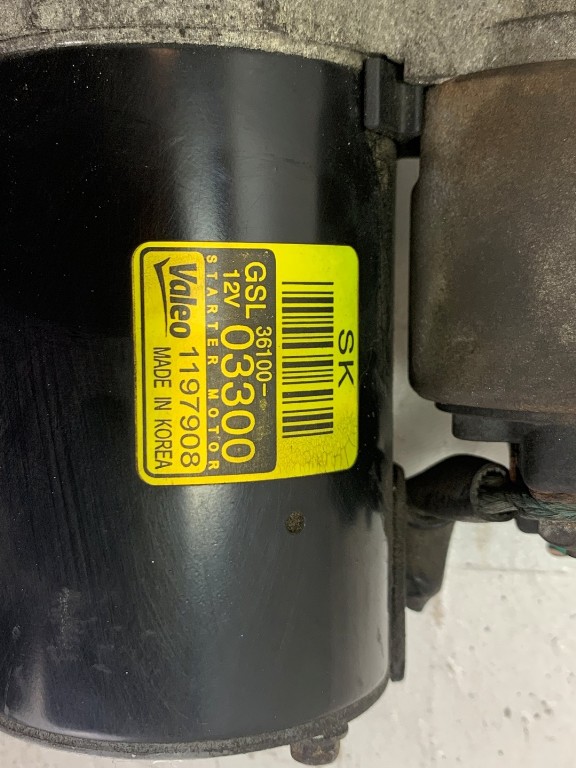 SK
GSL 36100-
12V 03300
STARTER MOTOR
Valeo 1197908
MADE IN KOREA